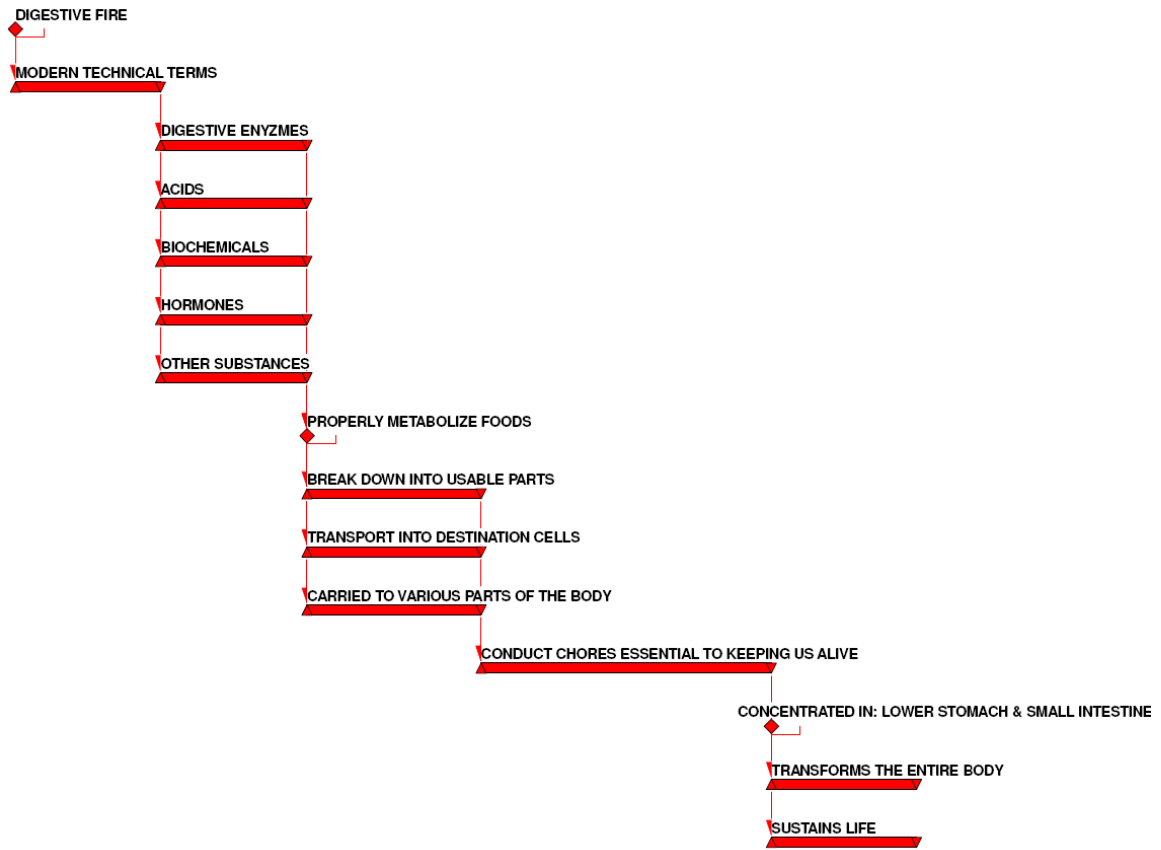 DIGESTIVE FIRE
MODERN TECHNICAL TERMS
DIGESTIVE ENYZMES
ACIDS
BIOCHEMICALS
HORMONES
OTHER SUBSTANCES
PROPERLY METABOLIZE FOODS
BREAK DOWN INTO USABLE PARTS
TRANSPORT INTO DESTINATION CELLS
CARRIED TO VARIOUS PARTS OF THE BODY
CONDUCT CHORES ESSENTIAL TO KEEPING US ALIVE
CONCENTRATED IN: LOWER STOMACH & SMALL INTESTINE
TRANSFORMS THE ENTIRE BODY
SUSTAINS LIFE